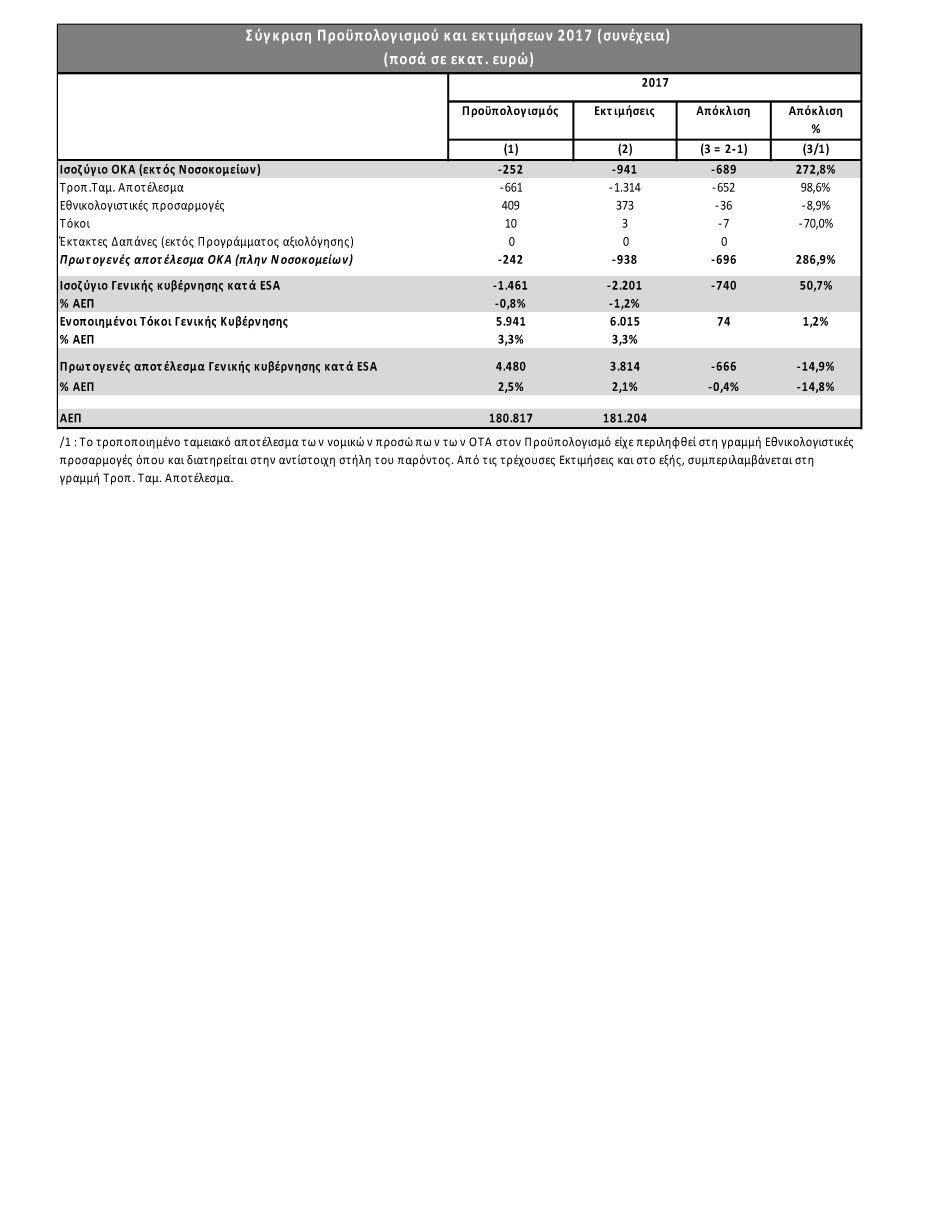 Σύγκριση Προϋπολογισμού και εκτιμήσεων 2017 (συνέχεια)
(ποσά σε εκατ. ευρώ)
2017
Προϋπολογισμός Εκτιμήσεις Απόκλιση Απόκλιση %
(1) (2) (3 = 2-1) (3/1)
Ισοζύγιο ΟΚΑ (εκτός Νοσοκομείων) -252 -941 -689 272,8%
Τροπ.Ταμ. Αποτέλεσμα -661 -1.314 -652 98,6%
Εθνικολογιστικές προσαρμογές 409 373 -36 -8,9%
Τόκοι 10 3 -7 -70,0%
Έκτακτες Δαπάνες (εκτός Προγράμματος αξιολόγησης) 0 0 0
Πρωτογενές αποτέλεσμα ΟΚΑ (πλην Νοσοκομείων) -242 -938 -696 286,9%
Ισοζύγιο Γενικής κυβέρνησης κατά ESA -1.461 -2.201 -740 50,7%
% ΑΕΠ -0,8% -1,2%
Ενοποιημένοι Τόκοι Γενικής Κυβέρνησης 5.941 6.015 74 1,2%
% ΑΕΠ 3,3% 3,3%
Πρωτογενές αποτέλεσμα Γενικής κυβέρνησης κατά ESA 4.480 3.814 -666 -14,9%
% ΑΕΠ 2,5% 2,1% -0,4% -14,8%
ΑΕΠ 180.817 181.204
/1 : Το τροποποιημένο ταμειακό αποτέλεσμα των νομικών προσώπων των ΟΤΑ στον Προϋπολογισμό είχε περιληφθεί στη γραμμή Εθνικολογιστικές
προσαρμογές όπου και διατηρείται στην αντίστοιχη στήλη του παρόντος. Από τις τρέχουσες Εκτιμήσεις και στο εξής, συμπεριλαμβάνεται στη
γραμμή Τροπ. Ταμ. Αποτέλεσμα.